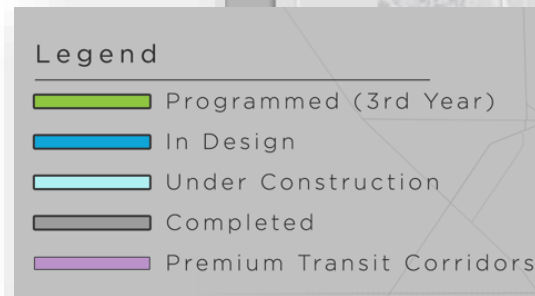 Legend
Programmed (3rd Year)
In Design
Under Construction
Completed
Premium Transit Corridors